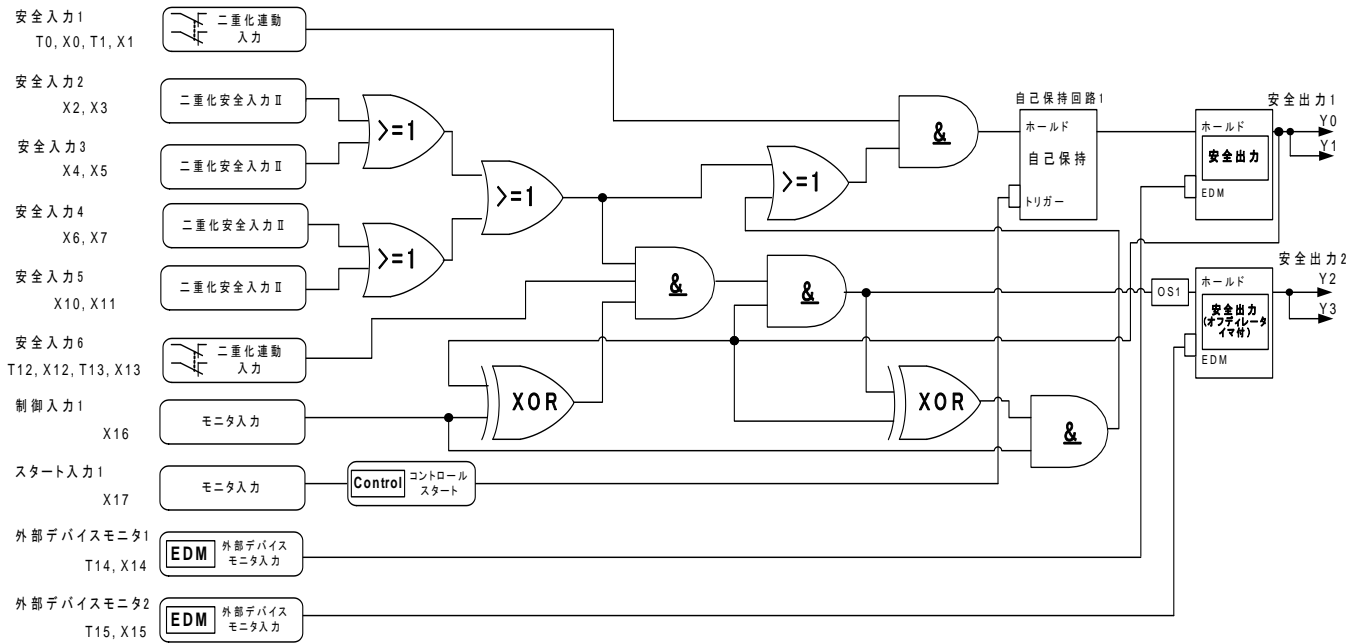 安全入力1
T0, X0, T1, X1
二重化連動
入力
安全入力2
X2, X3
二重化安全入力Ⅱ
安全入力3
X4, X5
二重化安全入力Ⅱ
安全入力4
X6, X7
二重化安全入力Ⅱ
安全入力5
X10, X11
二重化安全入力Ⅱ
安全入力6
T12, X12, T13, X13
二重化連動
入力
制御入力1
X16
モニタ入力
スタート入力1
X17
モニタ入力
Control
コントロール
スタート
外部デバイスモニタ1
T14, X14
EDM
外部デバイス
モニタ入力
外部デバイスモニタ2
T15, X15
EDM
外部デバイス
モニタ入力
>=1
>=1
>=1
>=1
&
&
&
&
XOR
XOR
自己保持回路1
ホールド
自己保持
トリガー
安全出力1
ホールド
安全出力
EDM
Y0
Y1
安全出力2
OS1
ホールド
安全出力
(オフディレータ
イマ付)
EDM
Y2
Y3